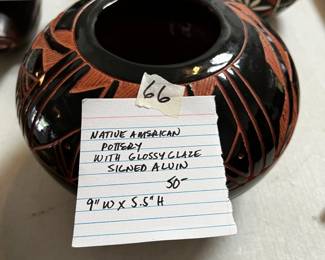 66
NATIVE AMERICAN
POTTERY
WITH GLOSSY GLAZE
SIGNED ALVIN
50-
9" W X 5.5" H